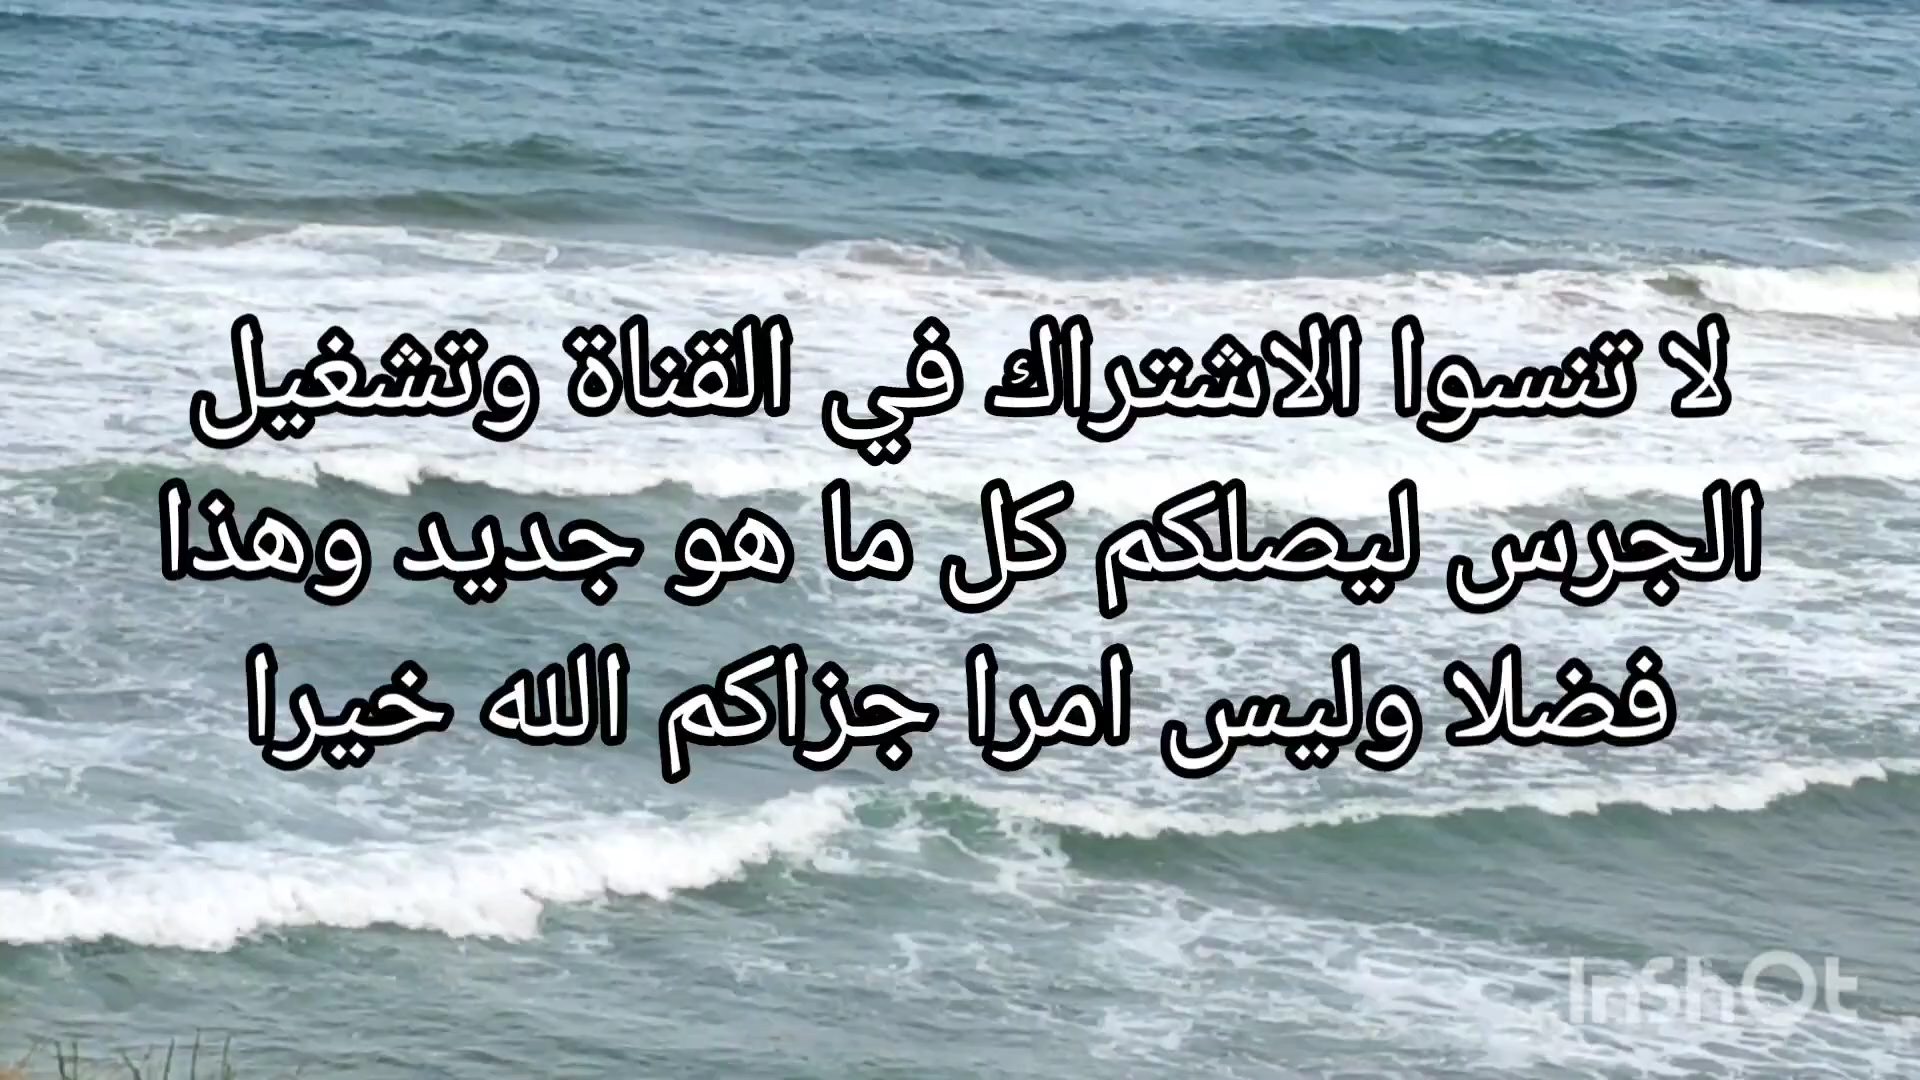 لا تنسوا الاشتراك في القناة وتشغيل
الجرس ليصلكم كل ما هو جديد وهذا
فضلا وليس امرا جزاكم الله خيرا
InShOt